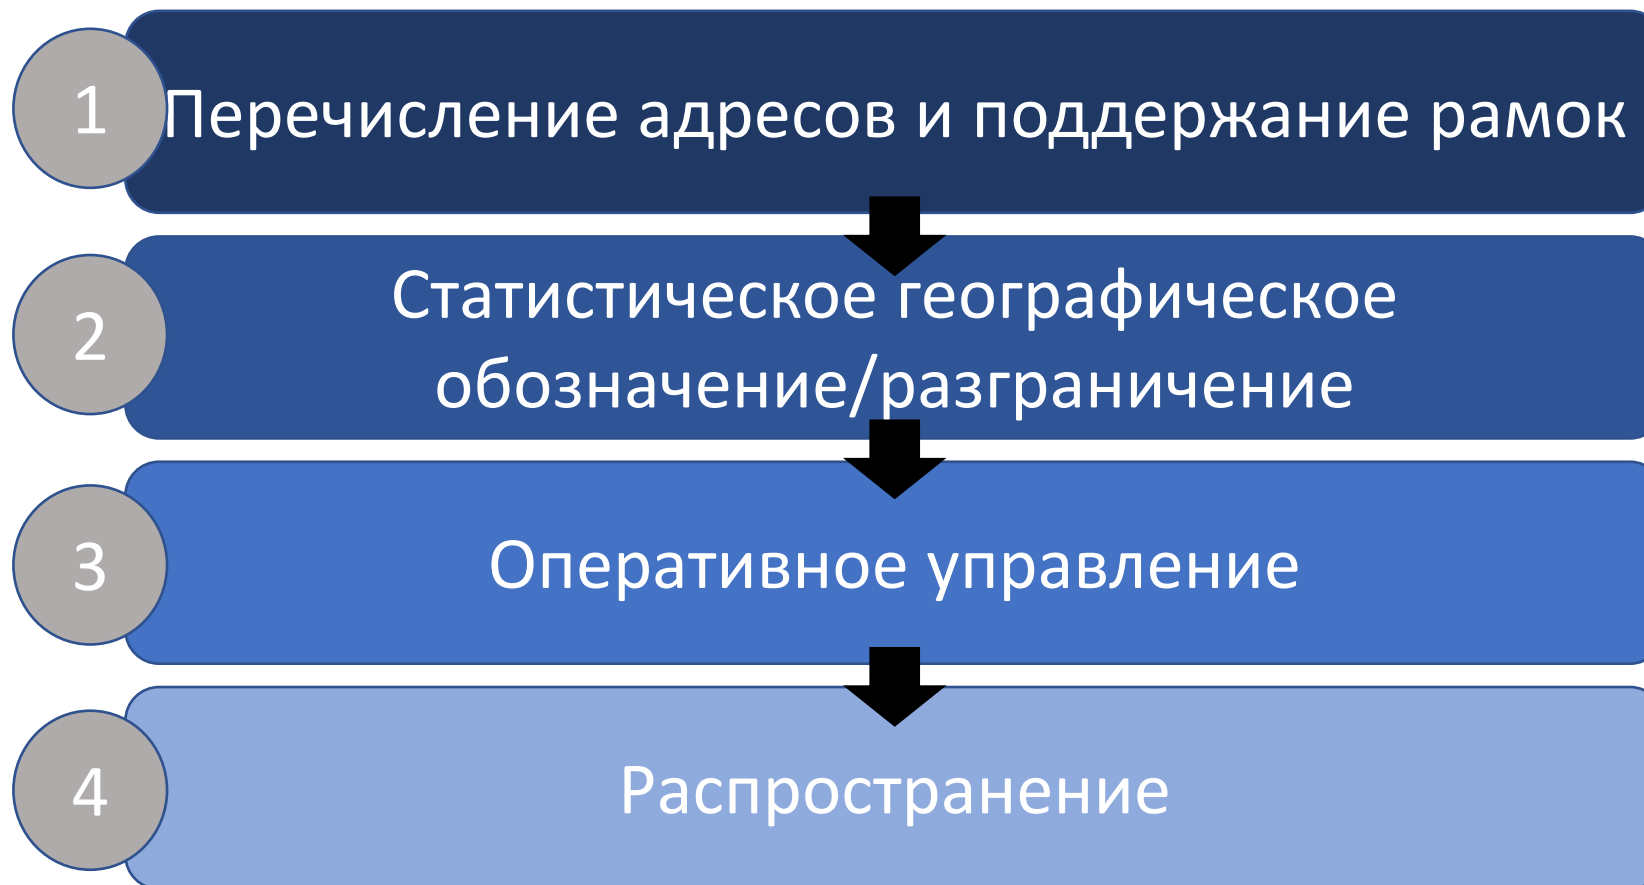 1
Перечисление адресов и поддержание рамок
2
Статистическое географическое
обозначение/разграничение
3
Оперативное управление
4
Распространение